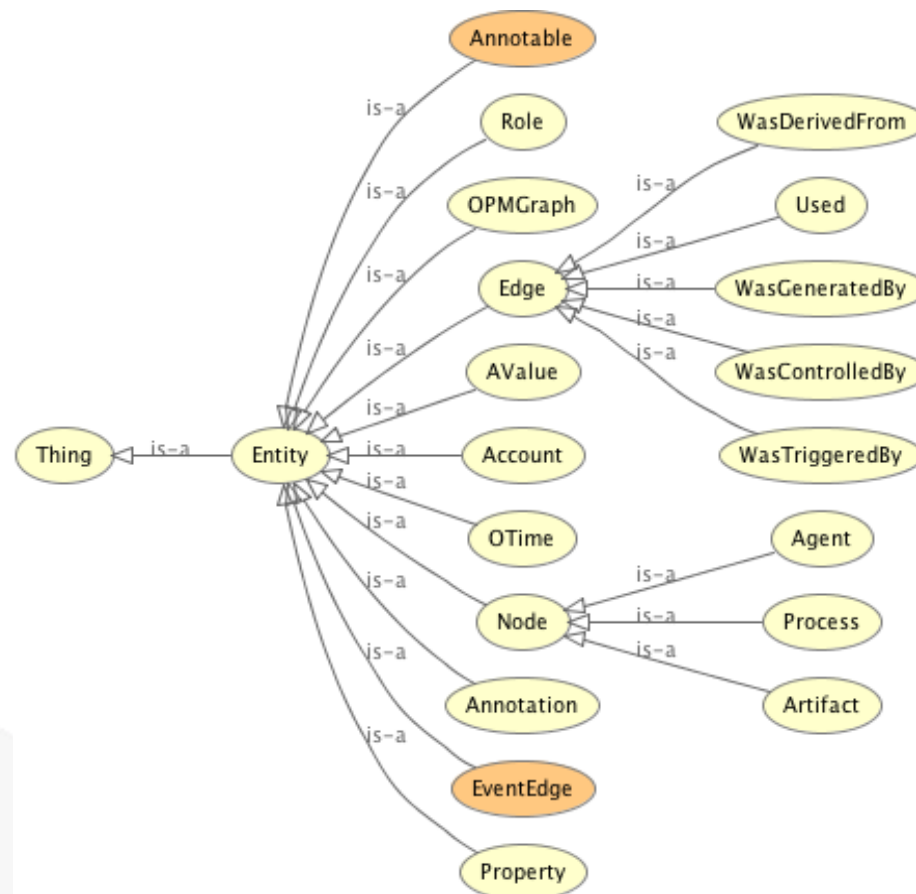 Annotable
is-a
Role
WasDerivedFrom
is-a
is-a
OPMGraph
Used
is-a
is-a
Edge
is-a
WasGeneratedBy
is-a
is-a
is-a
AValue
WasControlledBy
is-a
Thing
is-a
Entity
is-a
Account
WasTriggeredBy
is-a
is-a
OTime
Agent
is-a
is-a
Node
is-a
Process
is-a
is-a
Annotation
Artifact
is-a
EventEdge
Property